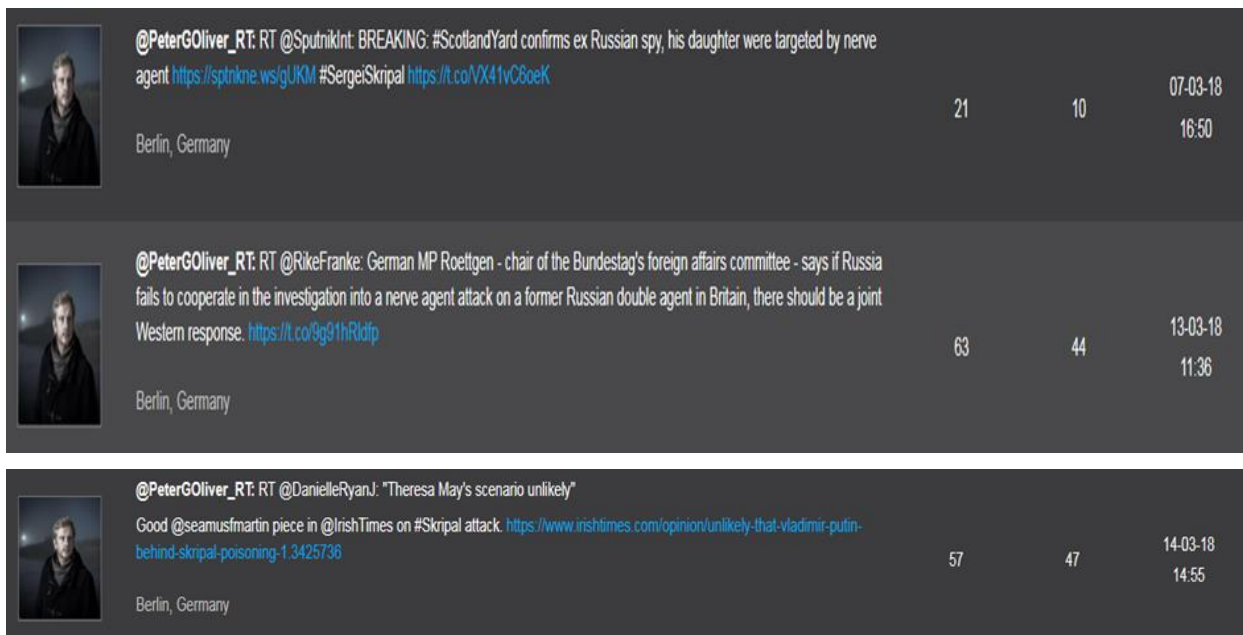 @PeterGOliver_RT: RT @SputnikInt: BREAKING: #ScotlandYard confirms ex Russian spy, his daughter were targeted by nerve
agent https://sptnkne.ws/gUKM #SergeiSkripal https://t.co/VX41vC6oeK
21
10
07-03-18
16:50
Berlin, Germany
@PeterGOliver_RT: RT @RikeFranke: German MP Roettgen - chair of the Bundestag's foreign affairs committee - says if Russia
fails to cooperate in the investigation into a nerve agent attack on a former Russian double agent in Britain, there should be a joint
Western response. https://t.co/9g91hRldfp
63
44
13-03-18
11:36
Berlin, Germany
@PeterGOliver_RT: RT @DanielleRyanJ: "Theresa May's scenario unlikely"
Good @seamusfmartin piece in @IrishTimes on #Skripal attack. https://www.irishtimes.com/opinion/unlikely-that-vladimir-putin-
behind-skripal-poisoning-1.3425736
57
47
14-03-18
14:55
Berlin, Germany